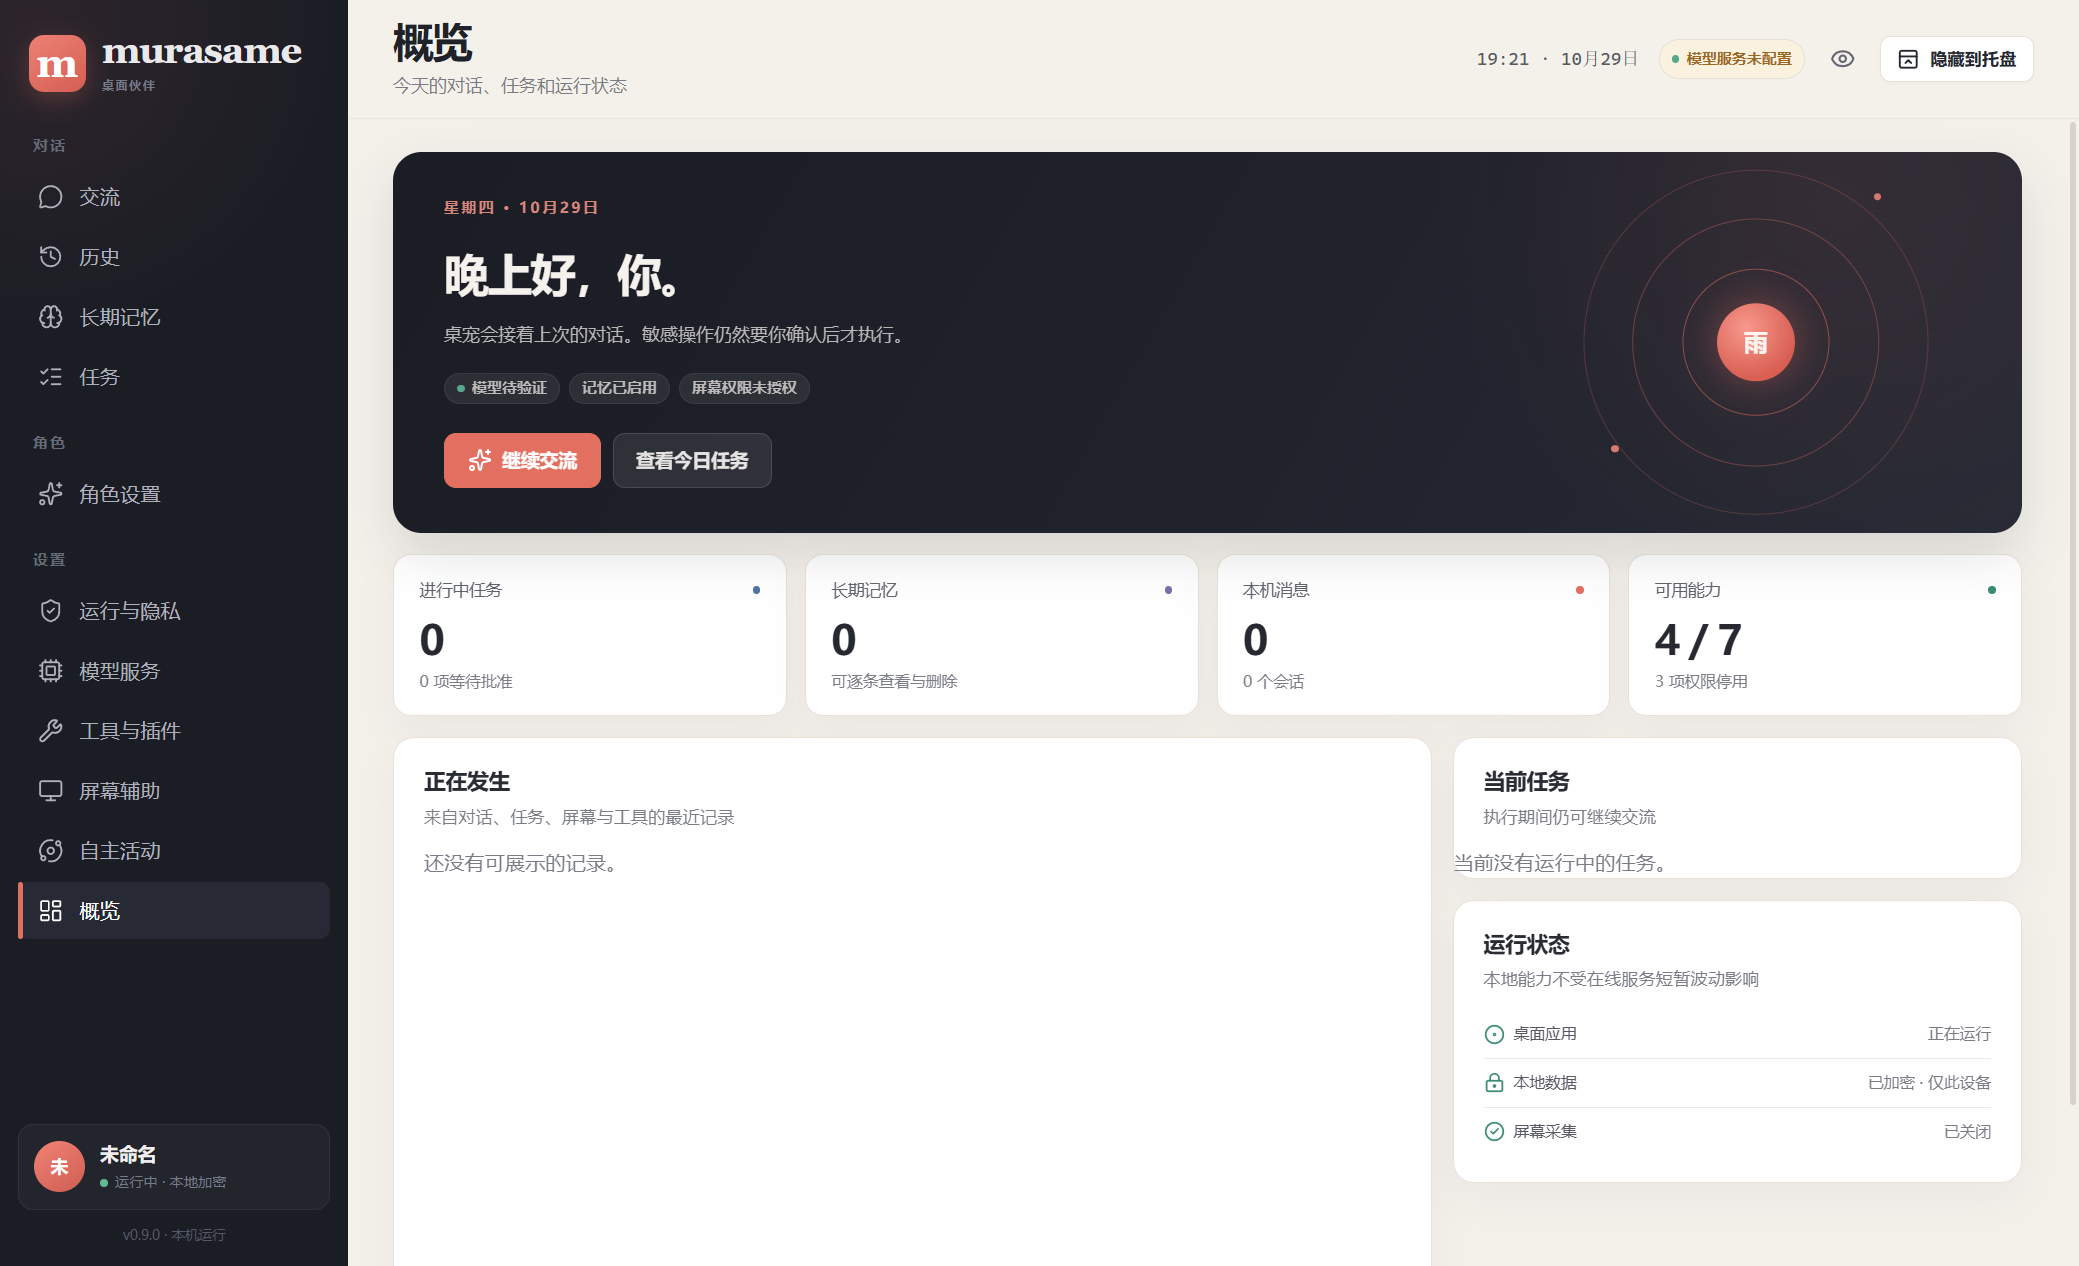 m
murasame
桌面伙伴
对话
交流
历史
长期记忆
任务
角色
角色设置
设置
运行与隐私
模型服务
工具与插件
屏幕辅助
自主活动
概览
未
未命名
运行中 · 本地加密
v0.9.0 · 本机运行
概览
今天的对话、任务和运行状态
19:21 · 10月29日
模型服务未配置
隐藏到托盘
星期四 • 10月29日
晚上好，你。
桌宠会接着上次的对话。敏感操作仍然要你确认后才执行。
模型待验证
记忆已启用
屏幕权限未授权
继续交流
查看今日任务
雨
进行中任务
0
0 项等待批准
长期记忆
0
可逐条查看与删除
本机消息
0
0 个会话
可用能力
4 / 7
3 项权限停用
正在发生
来自对话、任务、屏幕与工具的最近记录
还没有可展示的记录。
当前任务
执行期间仍可继续交流
当前没有运行中的任务。
运行状态
本地能力不受在线服务短暂波动影响
桌面应用
正在运行
本地数据
已加密 · 仅此设备
屏幕采集
已关闭